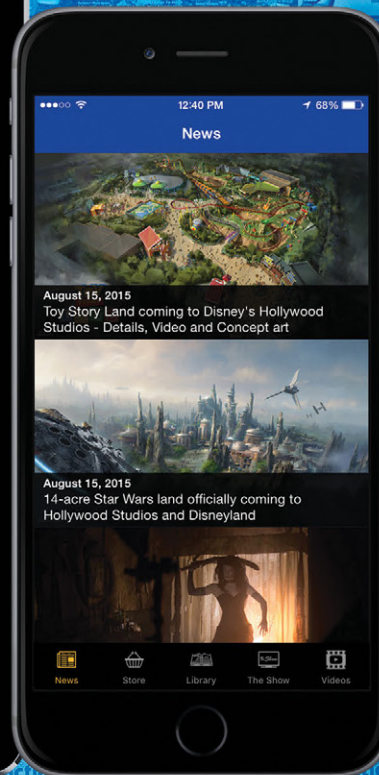 12:40 PM
68%
News
August 15, 2015
Toy Story Land coming to Disney's Hollywood
Studios - Details, Video and Concept art
August 15, 2015
14-acre Star Wars land officially coming to
Hollywood Studios and Disneyland
News
Store
Library
The Show
Videos